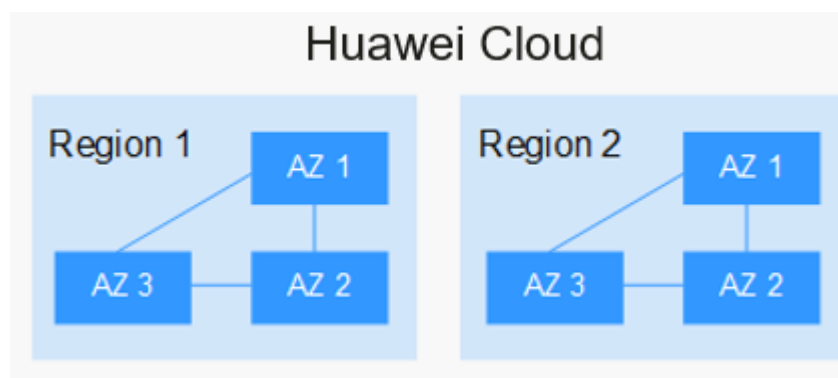 Huawei Cloud
Region 1
AZ 1
AZ 3
AZ 2
Region 2
AZ 1
AZ 3
AZ 2